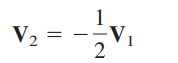 V₂ = −½V₁